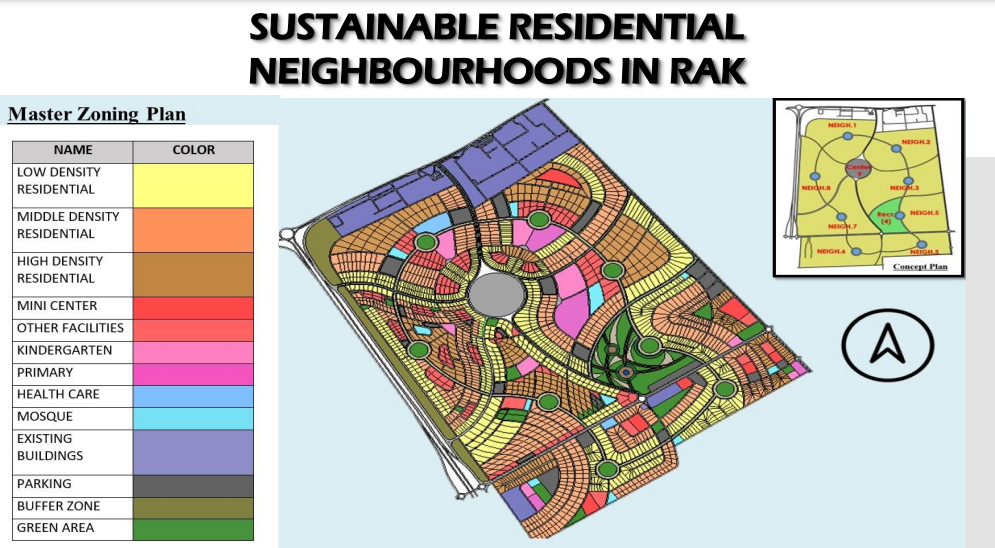 SUSTAINABLE RESIDENTIAL
NEIGHBOURHOODS IN RAK
Master Zoning Plan
NAME COLOR
LOW DENSITY
RESIDENTIAL
MIDDLE DENSITY
RESIDENTIAL
HIGH DENSITY
RESIDENTIAL
MINI CENTER
OTHER FACILITIES
KINDERGARTEN
PRIMARY
HEALTH CARE
MOSQUE
EXISTING
BUILDINGS
PARKING
BUFFER ZONE
GREEN AREA
NEIGH.1
NEIGH.2
Center
NEIGH.8
NEIGH.3
Recr.
(4)
NEIGH.5
NEIGH.7
NEIGH.6
NEIGH.5
Concept Plan